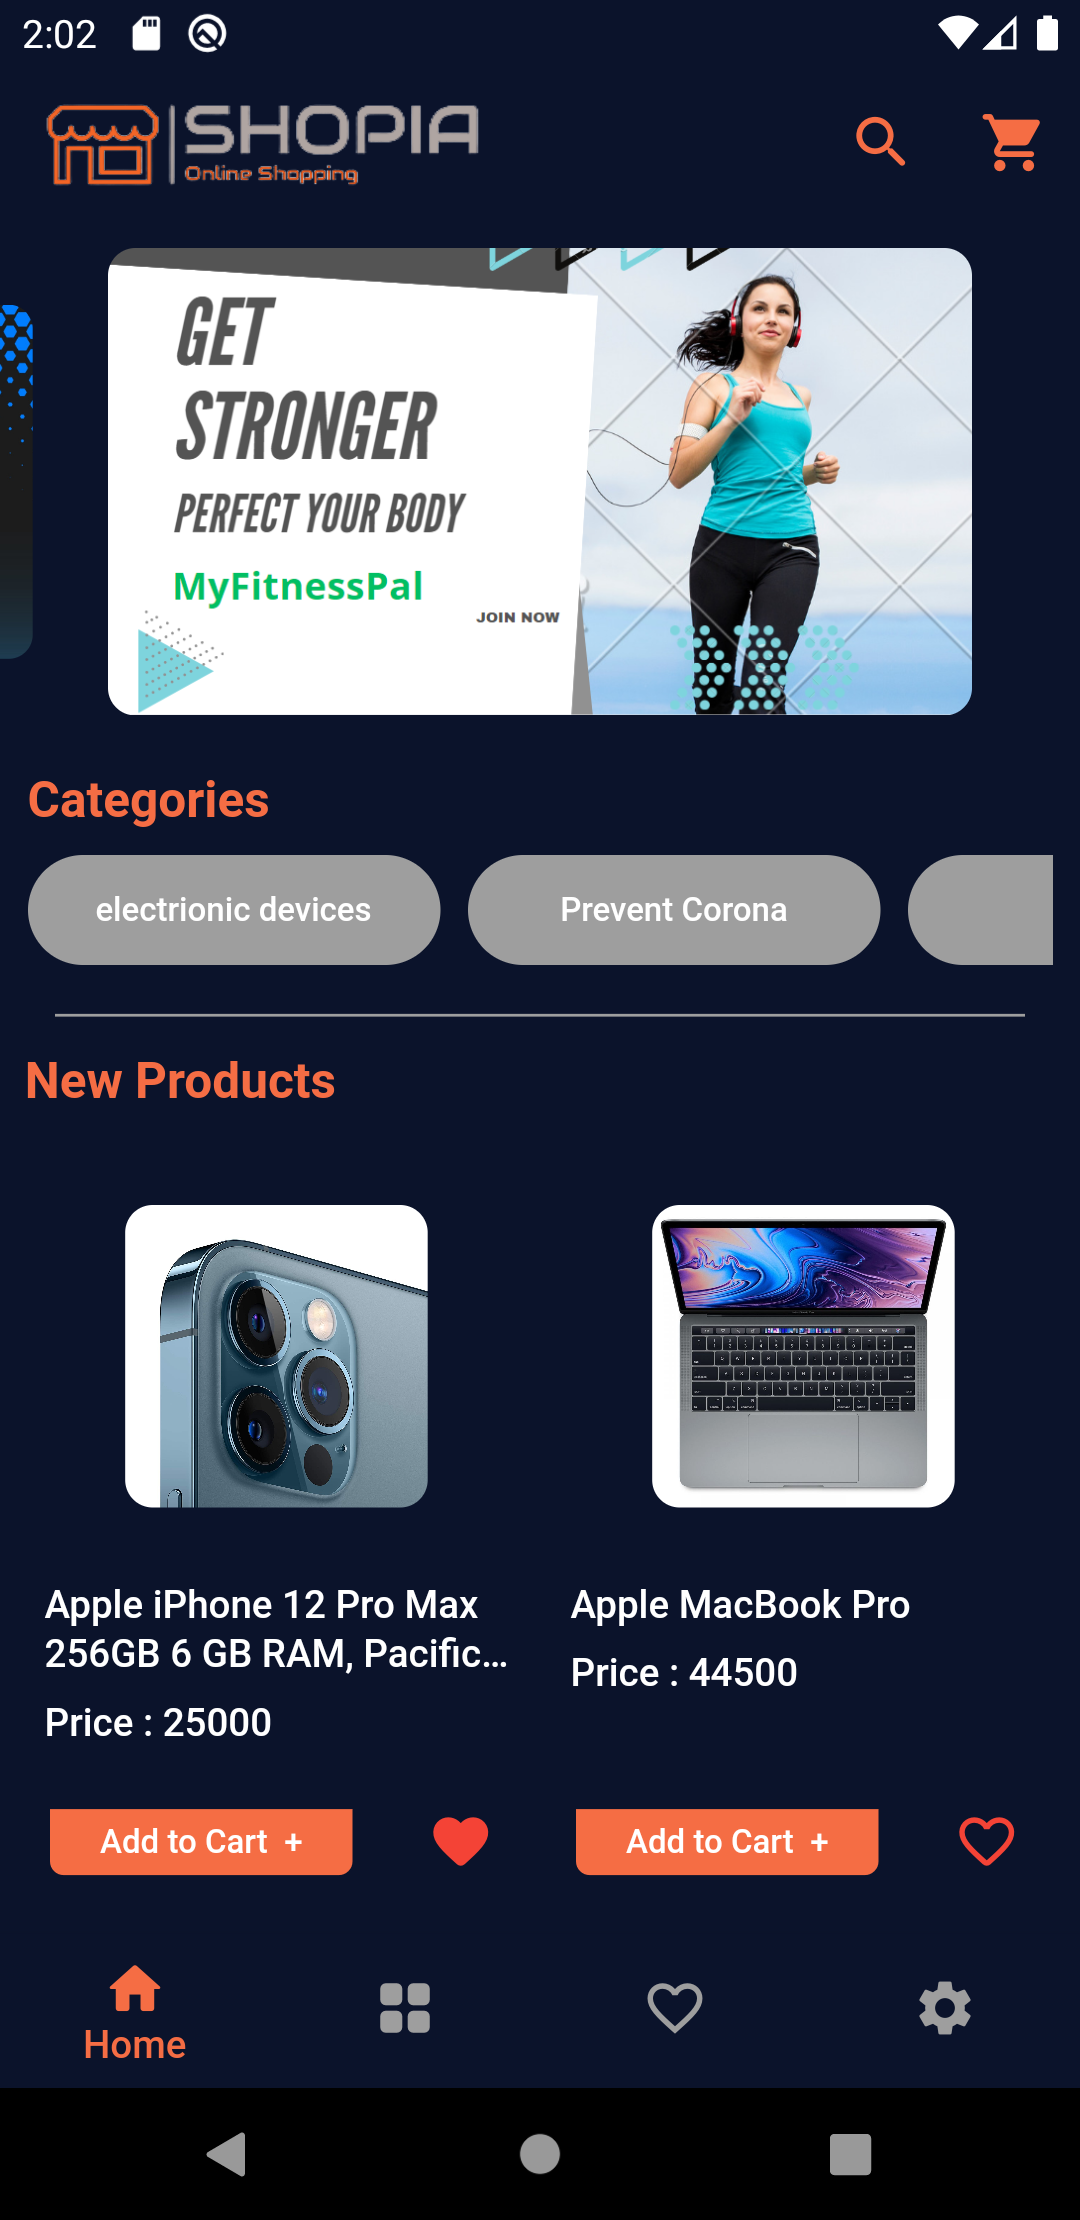 2:02
SHOPIA
Online Shopping
GET
STRONGER
PERFECT YOUR BODY
MyFitnessPal
JOIN NOW
Categories
electrionic devices
Prevent Corona
New Products
Apple iPhone 12 Pro Max
256GB 6 GB RAM, Pacific...
Price : 25000
Apple MacBook Pro
Price : 44500
Add to Cart +
Add to Cart +
Home